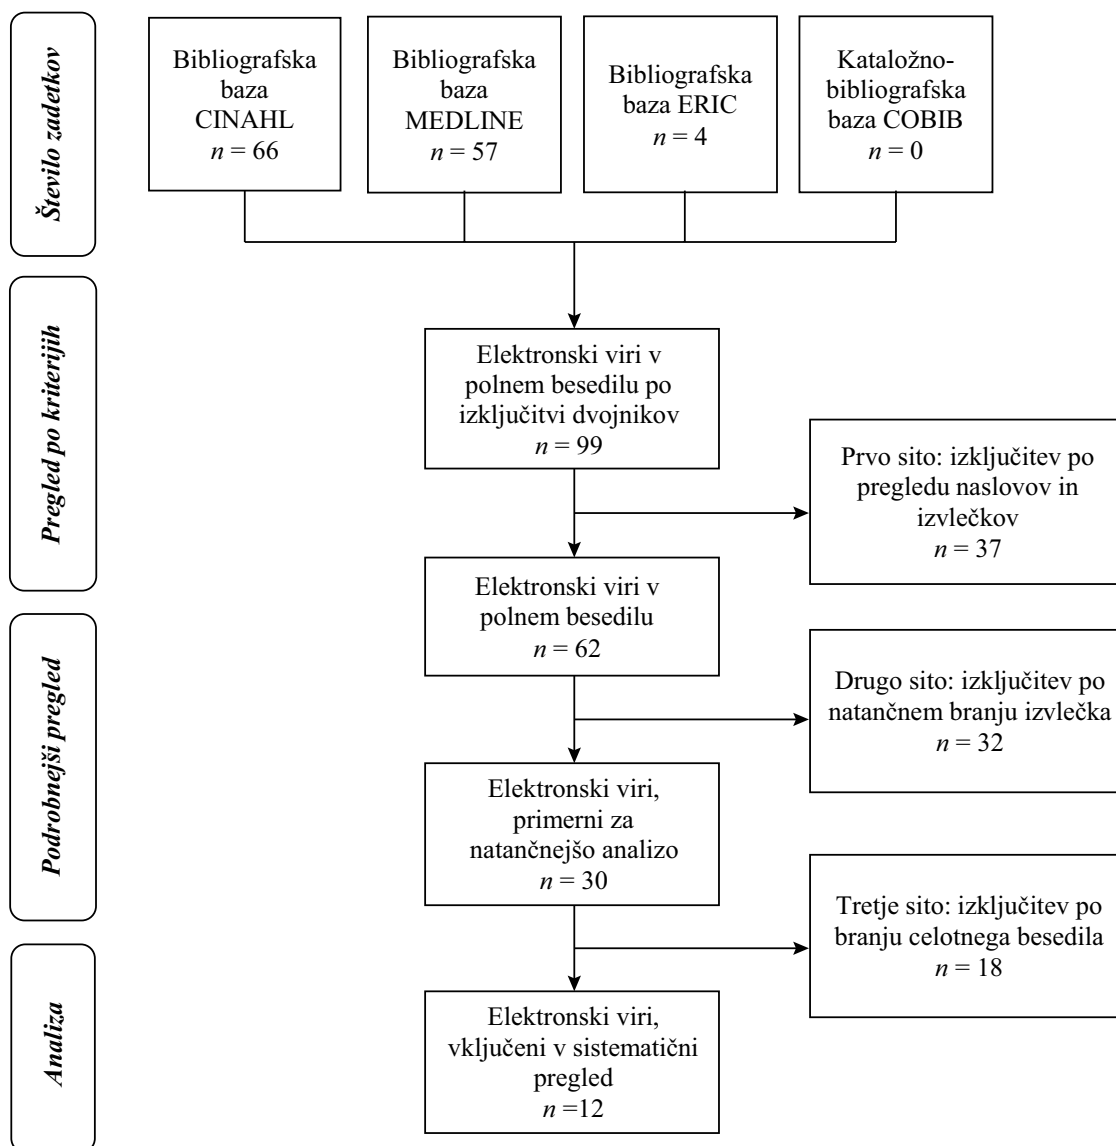 Število zadetkov
Bibliografska
baza
CINAHL
n = 66
Bibliografska
baza
MEDLINE
n = 57
Bibliografska
baza ERIC
n = 4
Kataložno-
bibliografska
baza COBIB
n = 0
Pregled po kriterijih
Elektronski viri v
polnem besedilu po
izključitvi dvojnikov
n = 99
Prvo sito: izključitev po
pregledu naslovov in
izvlečkov
n = 37
Elektronski viri v
polnem besedilu
n = 62
Podrobnejši pregled
Drugo sito: izključitev po
natančnem branju izvlečka
n = 32
Elektronski viri,
primerni za
natančnejšo analizo
n = 30
Tretje sito: izključitev po
branju celotnega besedila
n = 18
Analiza
Elektronski viri,
vključeni v sistematični
pregled
n =12